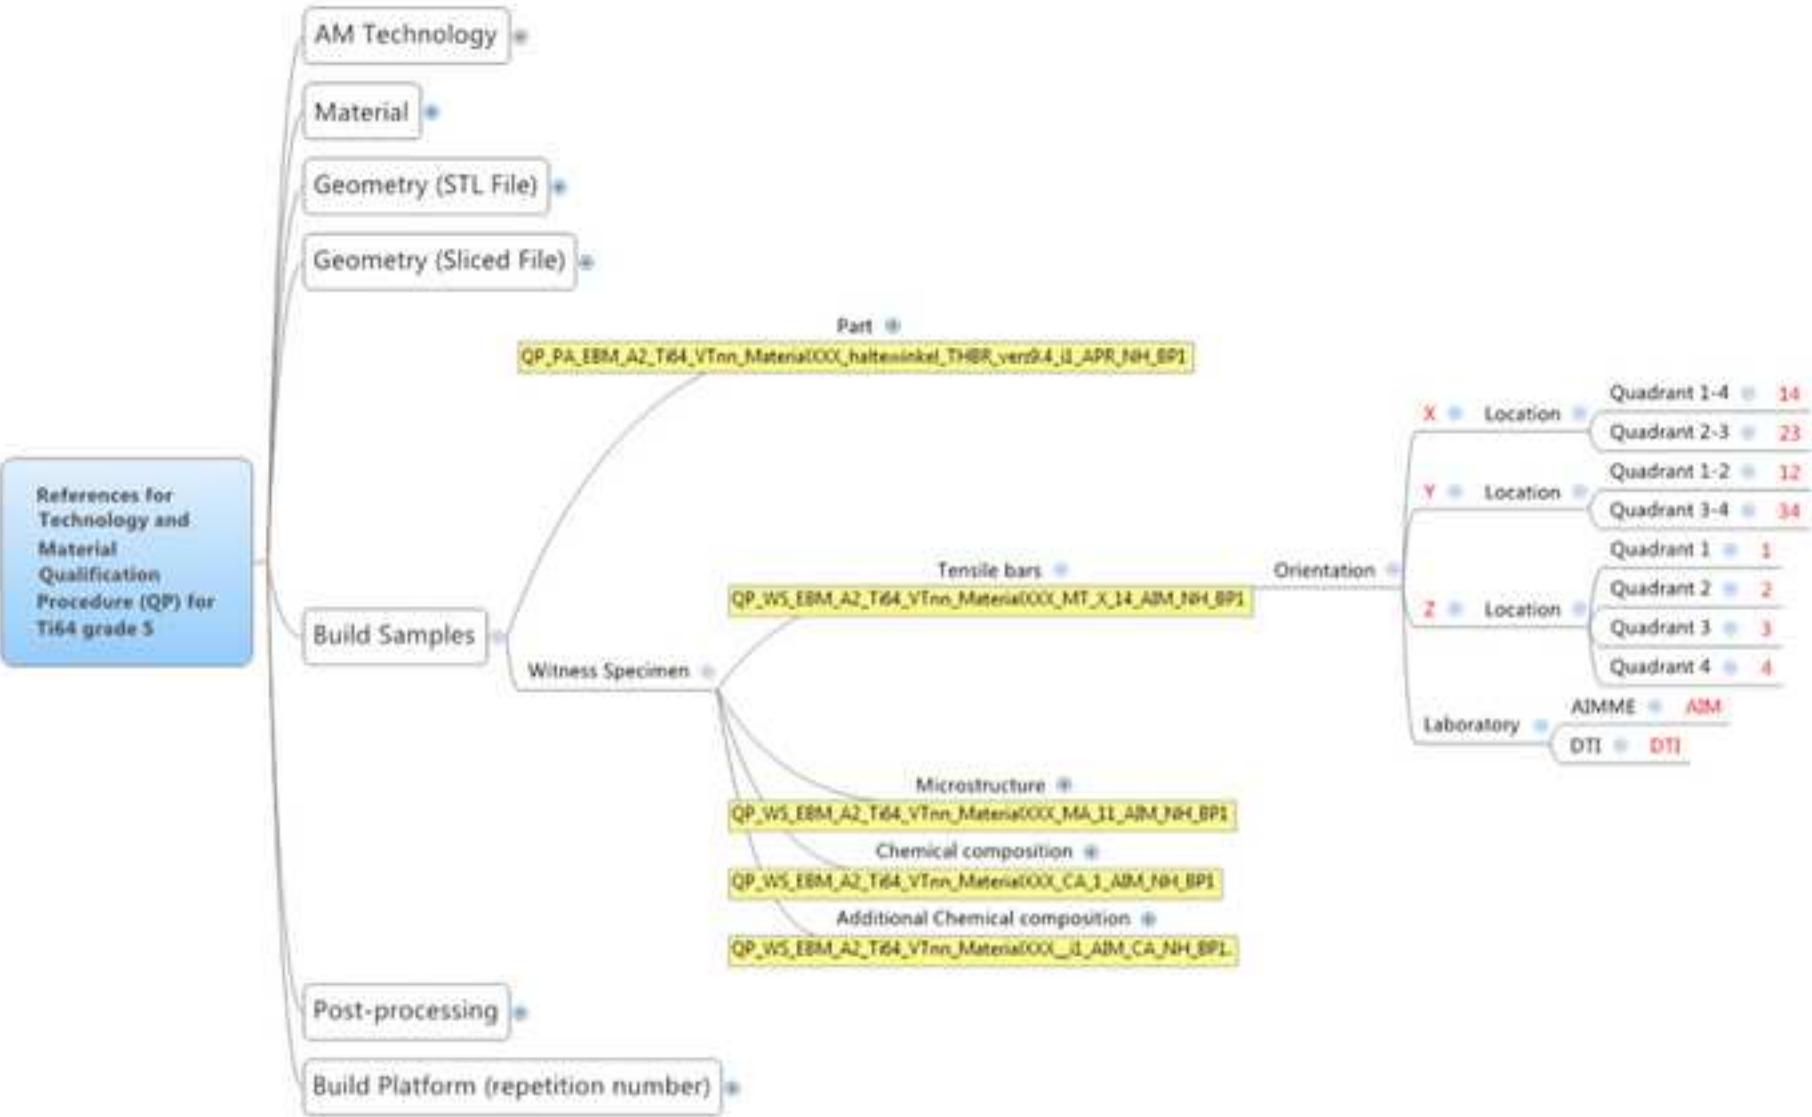 AM Technology
Material
Geometry (STL File)
Geometry (Sliced File)
Part
QP_PA_EBM_A2_Ti64_VTnn_MaterialXXX_haltewinkel_THBR_vers9.4_i1_APR_NH_BP1
References for
Technology and
Material
Qualification
Procedure (QP) for
Ti64 grade 5
Build Samples
Witness Specimen
Tensile bars
QP_WS_EBM_A2_Ti64_VTnn_MaterialXXX_MT_X_14_AIM_NH_BP1
Orientation
X Location
Quadrant 1-4 14
Quadrant 2-3 23
Y Location
Quadrant 1-2 12
Quadrant 3-4 34
Z Location
Quadrant 1 1
Quadrant 2 2
Quadrant 3 3
Quadrant 4 4
Laboratory
AIMME AIM
DTI DTI
Microstructure
QP_WS_EBM_A2_Ti64_VTnn_MaterialXXX_MA_11_AIM_NH_BP1
Chemical composition
QP_WS_EBM_A2_Ti64_VTnn_MaterialXXX_CA_1_AIM_NH_BP1
Additional Chemical composition
QP_WS_EBM_A2_Ti64_VTnn_MaterialXXX__i1_AIM_CA_NH_BP1.
Post-processing
Build Platform (repetition number)